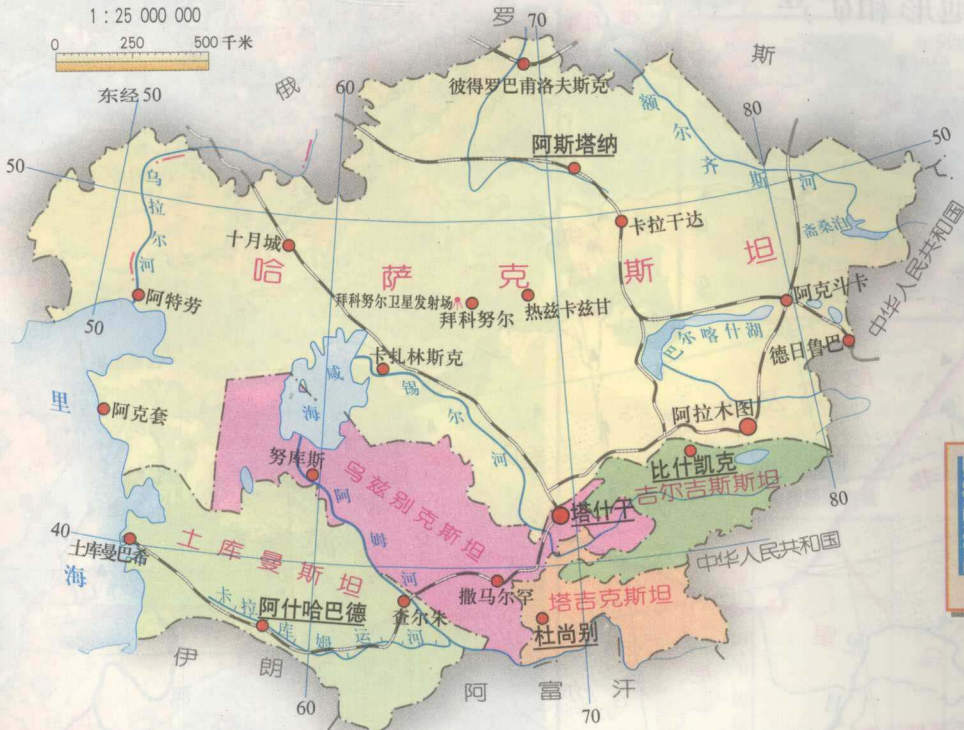 1:25 000 000
0 250 500 千米
东经50
罗
70
俄
斯
60
80
50
50
彼得罗巴甫洛夫斯克
额尔齐斯河
阿斯塔纳
乌拉尔河
卡拉干达
斋桑泊
十月城
哈萨克斯坦
中华人民共和国
阿特劳
拜科努尔卫星发射场
拜科努尔
热兹卡兹甘
阿克斗卡
50
巴尔喀什湖
德日鲁巴
卡扎林斯克
咸海
锡尔河
里海
阿克套
阿拉木图
努库斯
乌兹别克斯坦
比什凯克
吉尔吉斯斯坦
阿姆河
塔什干
80
40
土库曼巴希
土库曼斯坦
中华人民共和国
撒马尔罕
塔吉克斯坦
卡拉库姆运河
阿什哈巴德
查尔朱
杜尚别
伊朗
阿富汗
60
70